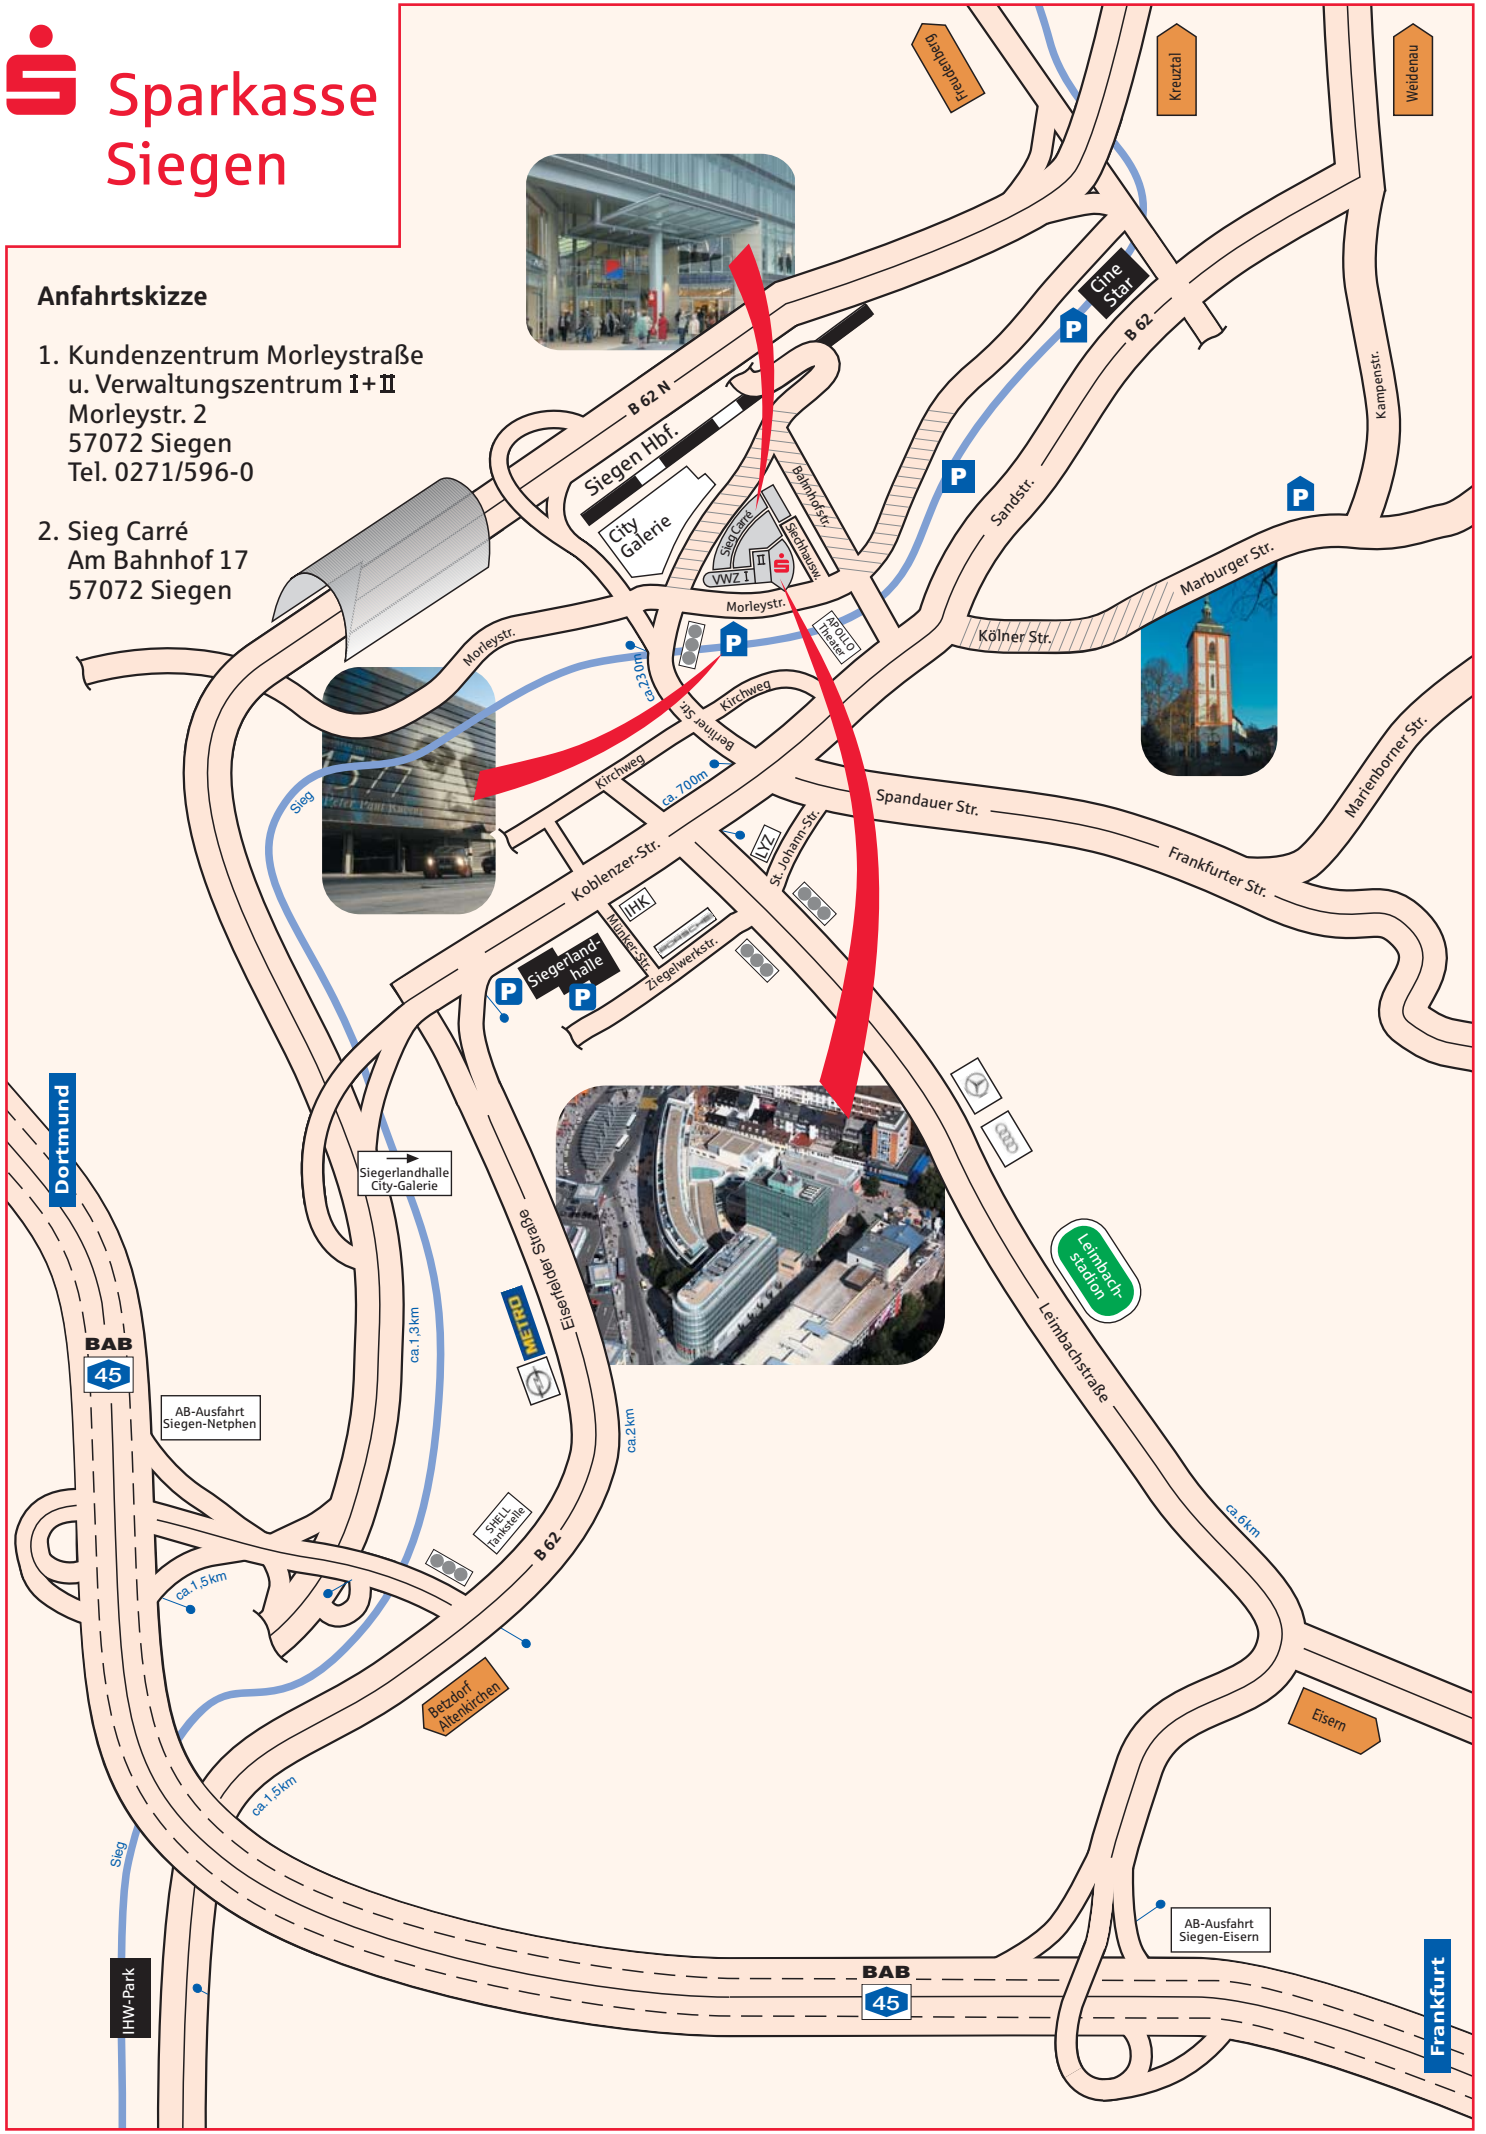 Sparkasse
Siegen
Anfahrtskizze
1. Kundenzentrum Morleystraße
u. Verwaltungszentrum I+II
Morleystr. 2
57072 Siegen
Tel. 0271/596-0
2. Sieg Carré
Am Bahnhof 17
57072 Siegen
Freudenberg
Kreuztal
Weidenau
Cine
Star
P
B 62
Kampenstr.
B 62 N
Siegen Hbf.
City
Galerie
Bahnhofstr.
P
Sandstr.
P
Sieg Carré
Siechhausw.
II
VWZ I
Marburger Str.
Morleystr.
Kölner Str.
APOLLO
Theater
P
Morleystr.
ca.230m
Kirchweg
Berliner Str.
Kirchweg
ca. 700m
Sieg
Spandauer Str.
Marienborner Str.
Frankfurter Str.
LYZ
St. Johann-Str.
Koblenzer-Str.
IHK
Münker-Str.
PORSCHE
Ziegelwerkstr.
Siegerland-
halle
P
P
Dortmund
Siegerlandhalle
City-Galerie
Eiserfelder Straße
METRO
ca.1,3km
Leimbach-
stadion
Leimbachstraße
BAB
45
AB-Ausfahrt
Siegen-Netphen
ca.2km
SHELL
Tankstelle
B 62
ca.6km
ca.1,5km
Betzdorf
Altenkirchen
Eisern
ca.1,5km
Sieg
IHW-Park
BAB
45
AB-Ausfahrt
Siegen-Eisern
Frankfurt